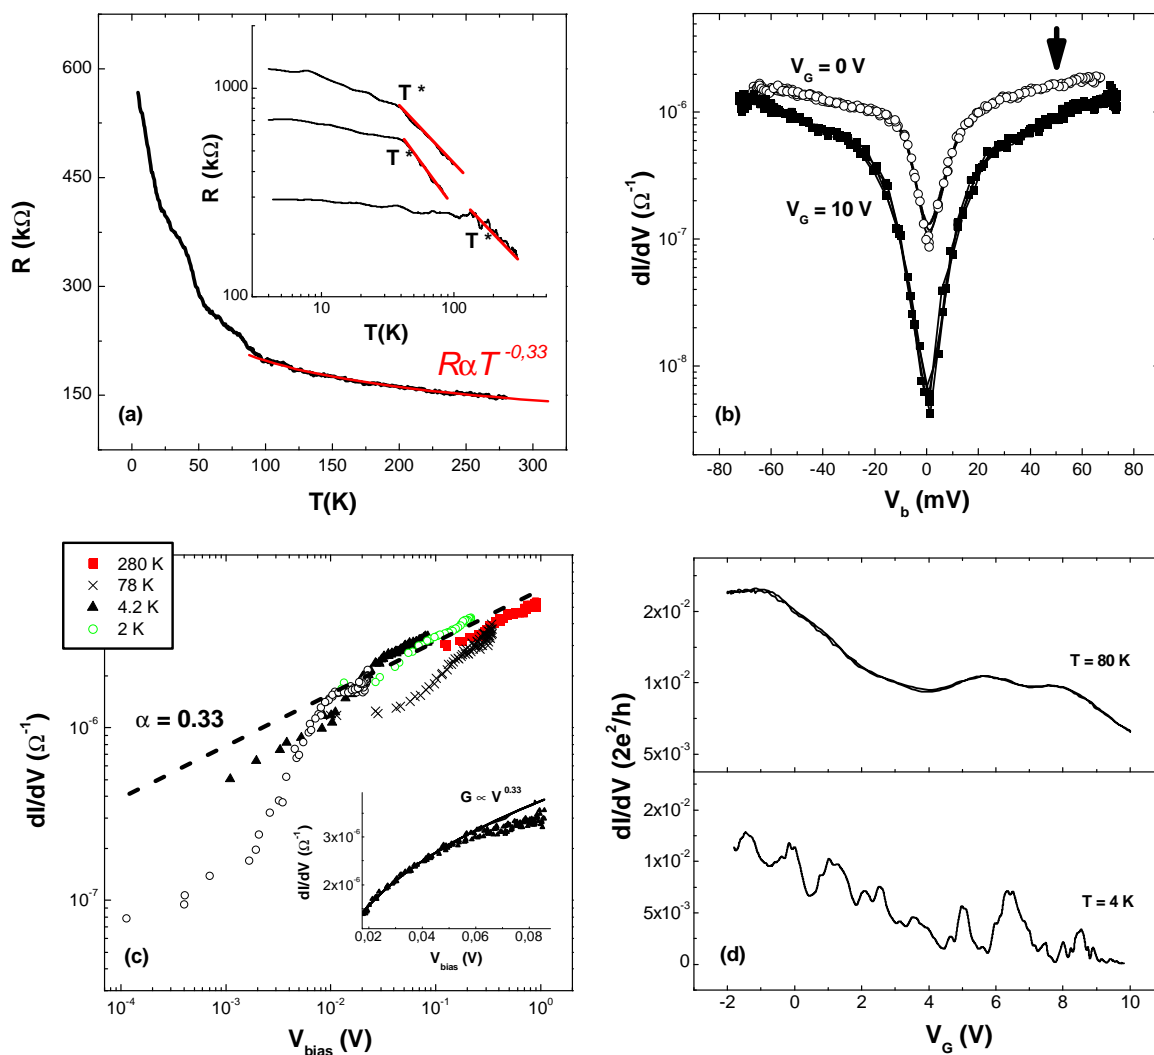 600
450
300
150
R (kΩ)
0 50 100 150 200 250 300
T(K)
(a)
RαT^-0,33
1000
100
R (kΩ)
10 100
T(K)
T *
T *
T *
10^-6
10^-7
10^-8
dI/dV (Ω^-1)
V_G = 0 V
V_G = 10 V
(b)
-80 -60 -40 -20 0 20 40 60 80
V_b (mV)
280 K
78 K
4.2 K
2 K
10^-6
10^-7
dI/dV (Ω^-1)
α = 0.33
(c)
10^-4 10^-3 10^-2 10^-1 10^0
V_bias (V)
G ∝ V^0.33
3x10^-6
2x10^-6
dI/dV (Ω^-1)
0,02 0,04 0,06 0,08
V_bias (V)
2x10^-2
1x10^-2
5x10^-3
T = 80 K
dI/dV (2e^2/h)
1x10^-2
5x10^-3
0
T = 4 K
(d)
-2 0 2 4 6 8 10
V_G (V)